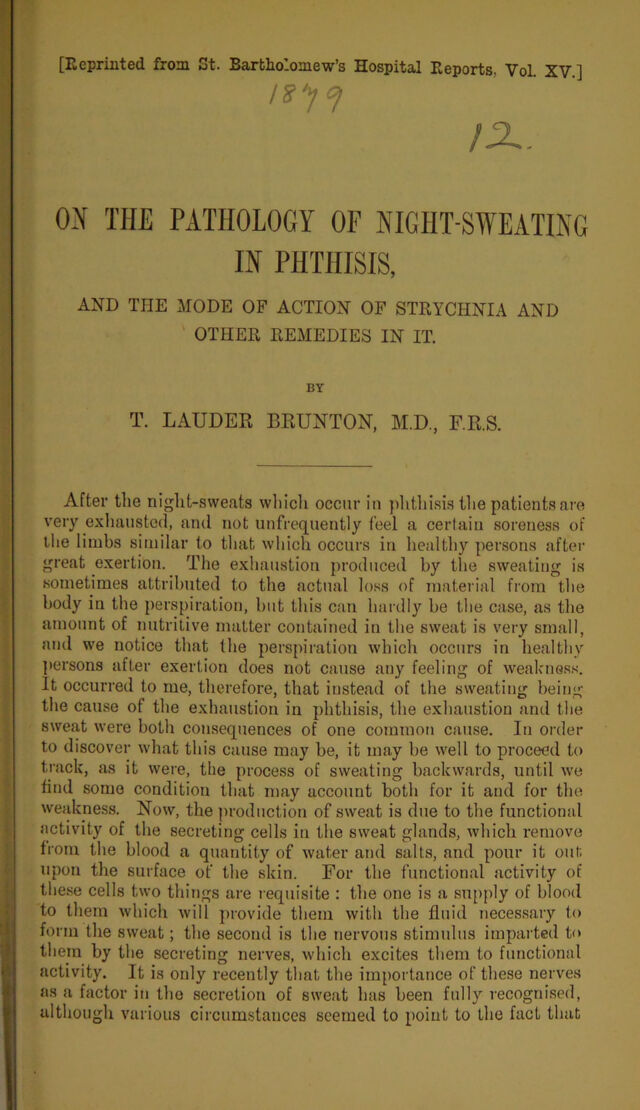 [Reprinted from St. Bartholomew's Hospital Reports, Vol. XV.]
1879
12.
ON THE PATHOLOGY OF NIGHT-SWEATING
IN PHTHISIS,
AND THE MODE OF ACTION OF STRYCHNIA AND
OTHER REMEDIES IN IT.
BY
T. LAUDER BRUNTON, M.D., F.R.S.
After the night-sweats which occur in phthisis the patients are
very exhausted, and not unfrequently feel a certain soreness of
the limbs similar to that which occurs in healthy persons after
great exertion. The exhaustion produced by the sweating is
sometimes attributed to the actual loss of material from the
body in the perspiration, but this can hardly be the case, as the
amount of nutritive matter contained in the sweat is very small,
and we notice that the perspiration which occurs in healthy
persons after exertion does not cause any feeling of weakness.
It occurred to me, therefore, that instead of the sweating being
the cause of the exhaustion in phthisis, the exhaustion and the
sweat were both consequences of one common cause. In order
to discover what this cause may be, it may be well to proceed to
track, as it were, the process of sweating backwards, until we
find some condition that may account both for it and for the
weakness. Now, the production of sweat is due to the functional
activity of the secreting cells in the sweat glands, which remove
from the blood a quantity of water and salts, and pour it out
upon the surface of the skin. For the functional activity of
these cells two things are requisite : the one is a supply of blood
to them which will provide them with the fluid necessary to
form the sweat ; the second is the nervous stimulus imparted to
them by the secreting nerves, which excites them to functional
activity. It is only recently that the importance of these nerves
as a factor in the secretion of sweat has been fully recognised,
although various circumstances seemed to point to the fact that